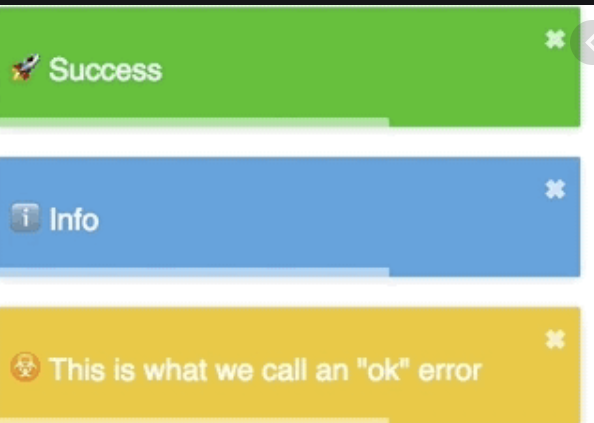 🚀 Success
ℹ️ Info
☣️ This is what we call an "ok" error